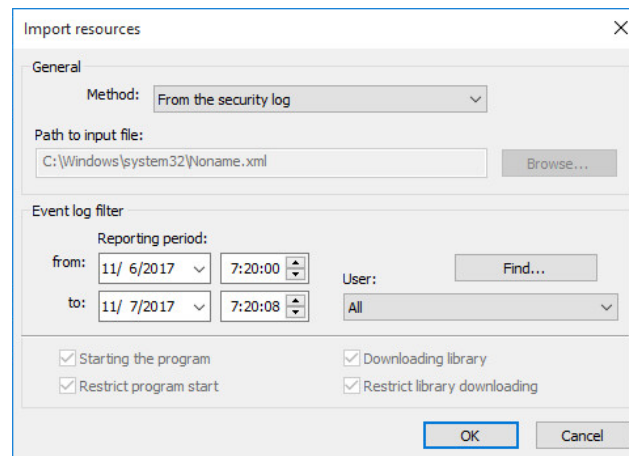 Import resources
General
Method: From the security log
Path to input file:
C:\Windows\system32\Noname.xml Browse...
Event log filter
Reporting period:
from: 11/ 6/2017 7:20:00
User: Find...
to: 11/ 7/2017 7:20:08 All
Starting the program Downloading library
Restrict program start Restrict library downloading
OK Cancel